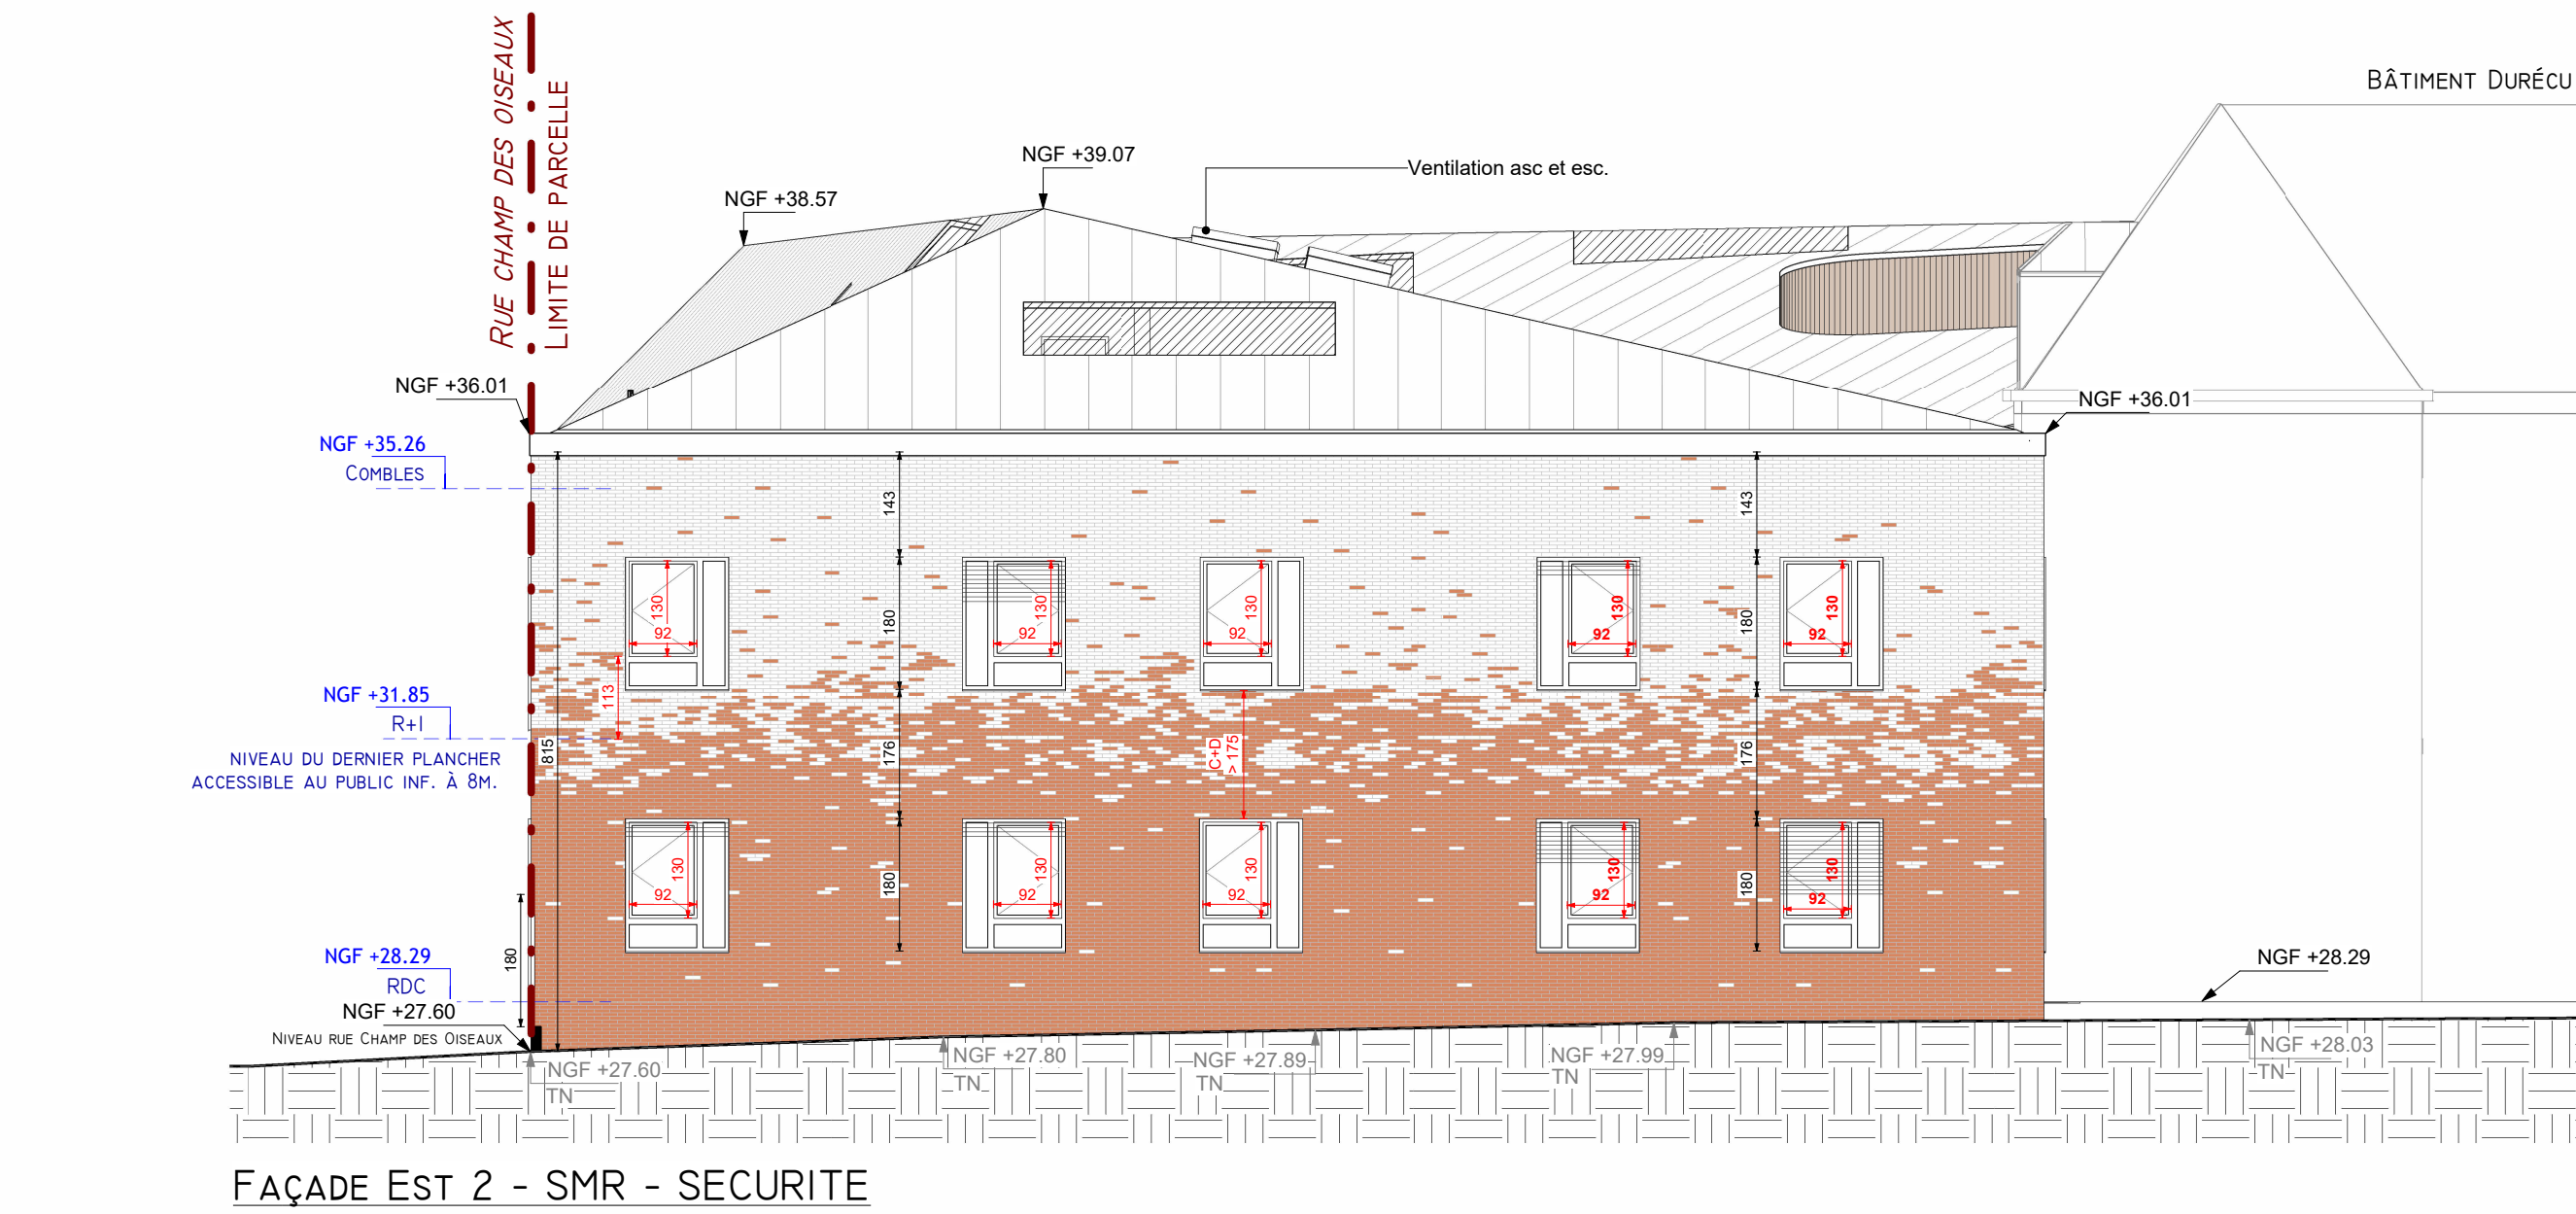 RUE CHAMP DES OISEAUX
LIMITE DE PARCELLE
BÂTIMENT DURÉCU
NGF +39.07
Ventilation asc et esc.
NGF +38.57
NGF +36.01
NGF +36.01
NGF +35.26
COMBLES
143
143
130
92
180
130
92
130
92
130
92
180
130
92
113
NGF +31.85
R+1
NIVEAU DU DERNIER PLANCHER
ACCESSIBLE AU PUBLIC INF. À 8M.
815
176
C+D
> 175
176
130
92
180
130
92
130
92
130
92
180
130
92
180
NGF +28.29
RDC
NGF +28.29
NGF +27.60
NIVEAU RUE CHAMP DES OISEAUX
NGF +27.60
TN
NGF +27.80
TN
NGF +27.89
TN
NGF +27.99
TN
NGF +28.03
TN
FAÇADE EST 2 - SMR - SECURITE